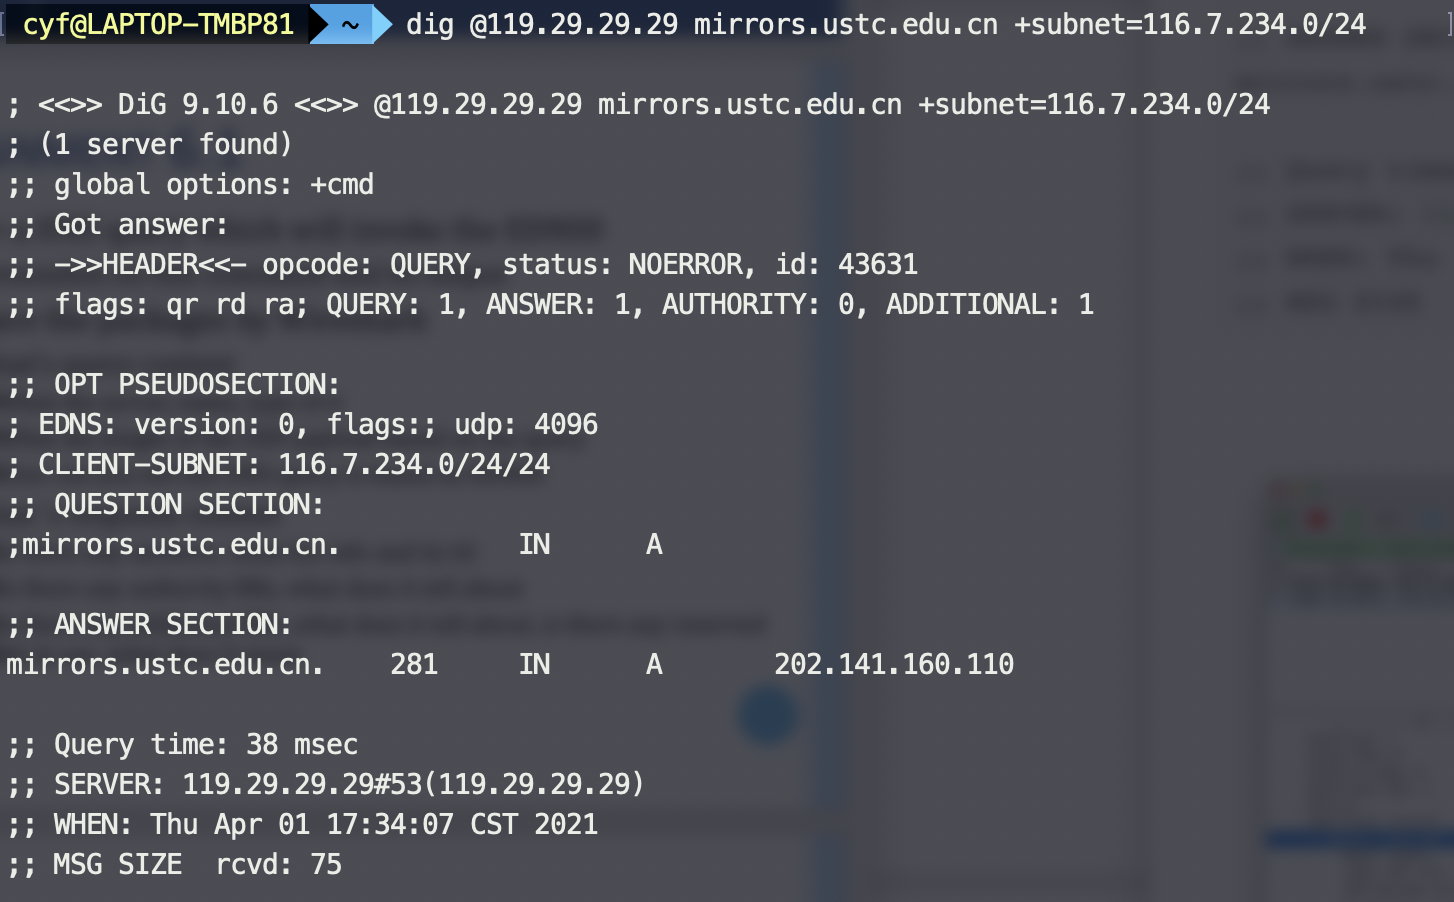 cyf@LAPTOP-TMBP81 ~ dig @119.29.29.29 mirrors.ustc.edu.cn +subnet=116.7.234.0/24
; <<>> DiG 9.10.6 <<>> @119.29.29.29 mirrors.ustc.edu.cn +subnet=116.7.234.0/24
; (1 server found)
;; global options: +cmd
;; Got answer:
;; ->>HEADER<<- opcode: QUERY, status: NOERROR, id: 43631
;; flags: qr rd ra; QUERY: 1, ANSWER: 1, AUTHORITY: 0, ADDITIONAL: 1
;; OPT PSEUDOSECTION:
; EDNS: version: 0, flags:; udp: 4096
; CLIENT-SUBNET: 116.7.234.0/24/24
;; QUESTION SECTION:
;mirrors.ustc.edu.cn. IN A
;; ANSWER SECTION:
mirrors.ustc.edu.cn. 281 IN A 202.141.160.110
;; Query time: 38 msec
;; SERVER: 119.29.29.29#53(119.29.29.29)
;; WHEN: Thu Apr 01 17:34:07 CST 2021
;; MSG SIZE rcvd: 75